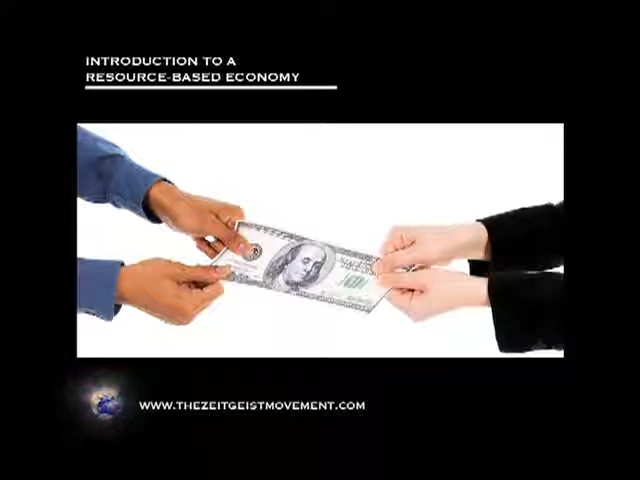 INTRODUCTION TO A
RESOURCE-BASED ECONOMY
WWW.THEZEITGEISTMOVEMENT.COM